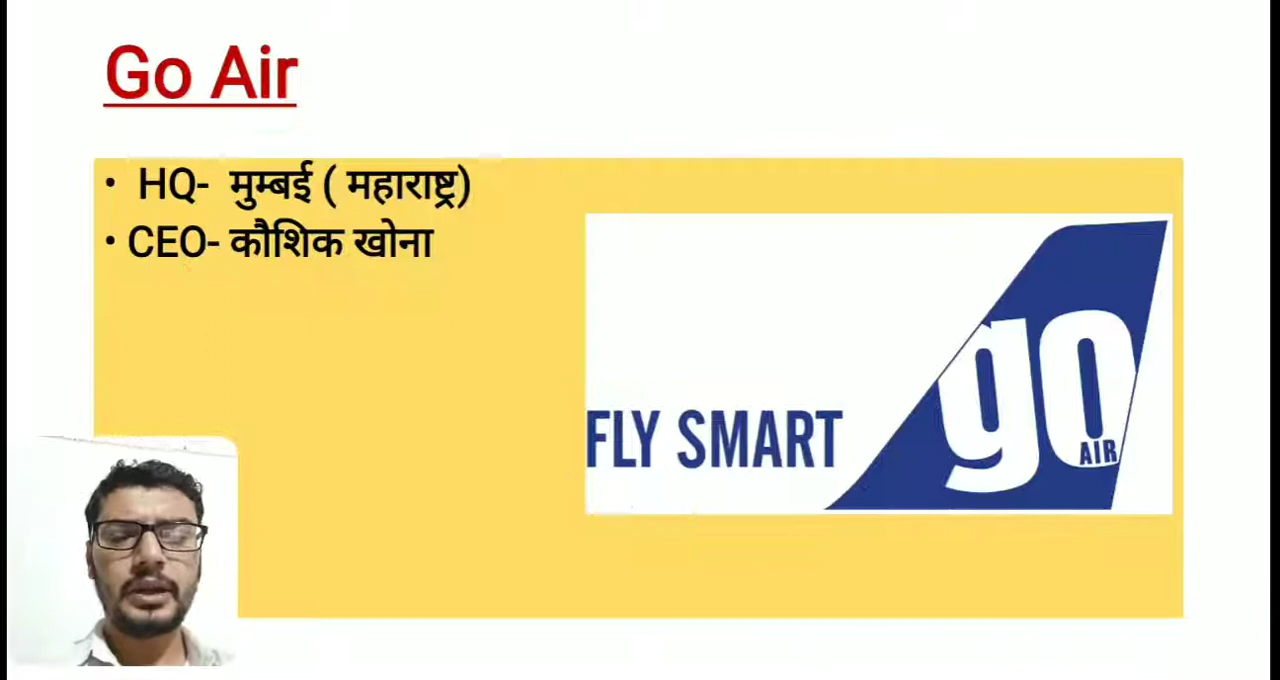 Go Air
• HQ- मुम्बई ( महाराष्ट्र)
• CEO- कौशिक खोना
FLY SMART
go
AIR